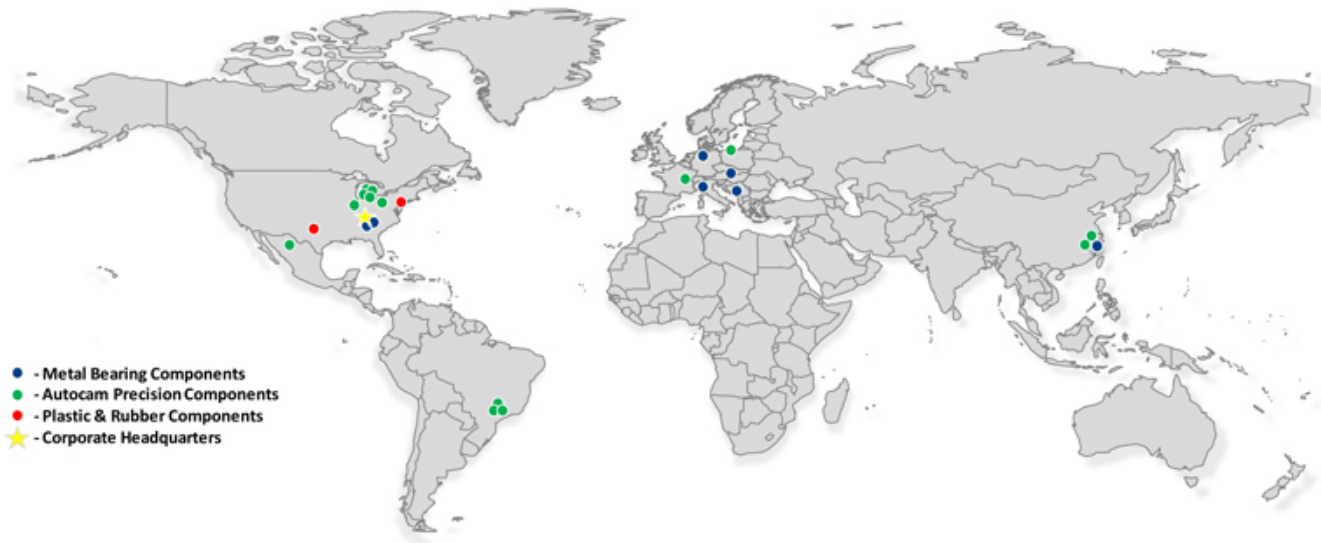 - Metal Bearing Components
- Autocam Precision Components
- Plastic & Rubber Components
- Corporate Headquarters